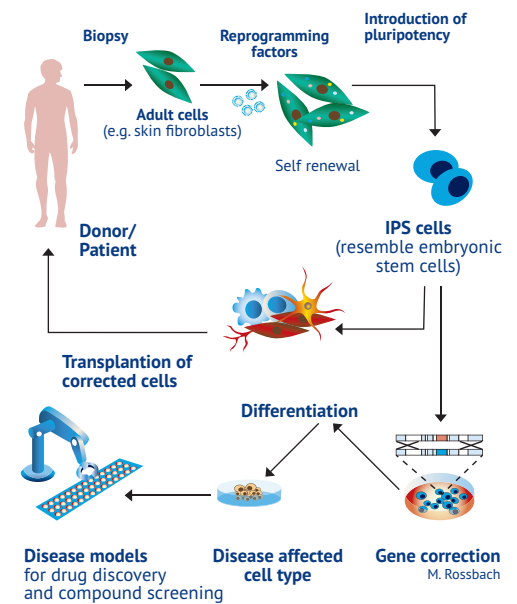 Biopsy
Reprogramming
factors
Introduction of
pluripotency
Adult cells
(e.g. skin fibroblasts)
Self renewal
Donor/
Patient
IPS cells
(resemble embryonic
stem cells)
Transplantion of
corrected cells
Differentiation
Disease models
for drug discovery
and compound screening
Disease affected
cell type
Gene correction
M. Rossbach